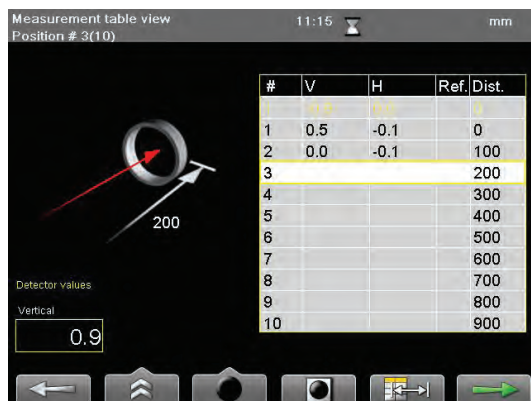 Measurement table view 11:15 mm
Position # 3(10)
# V H Ref. Dist.
1 0.5 -0.1 0
2 0.0 -0.1 100
3 200
4 300
5 400
6 500
7 600
8 700
9 800
10 900
200
Detector values
Vertical
0.9